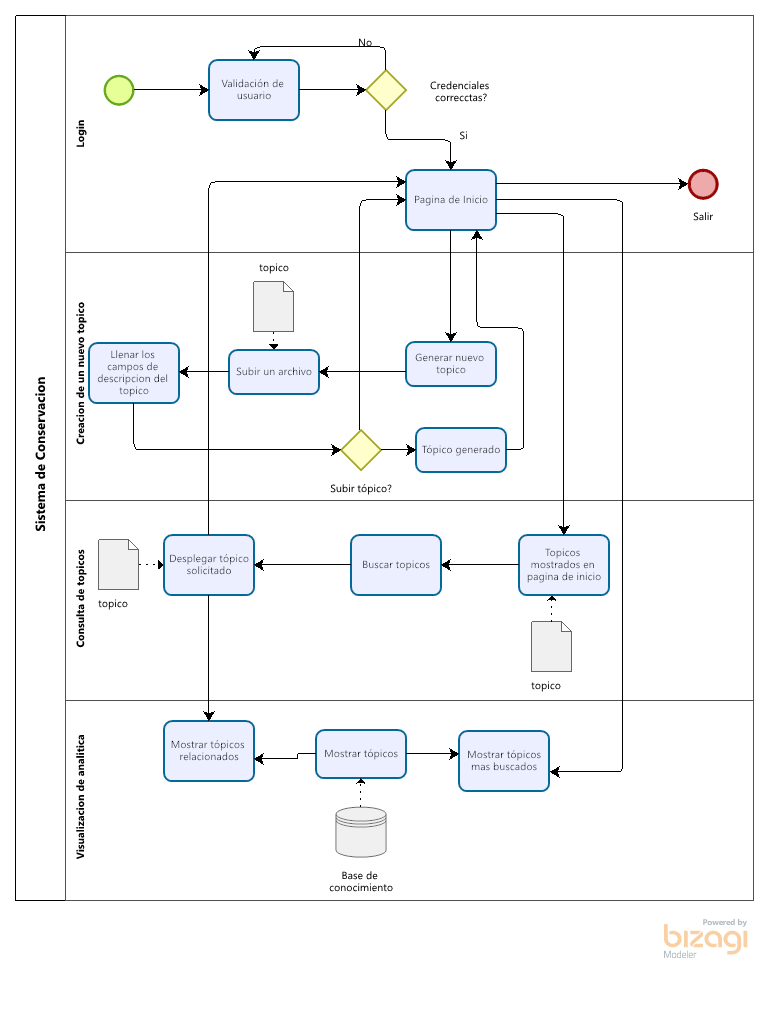 Sistema de Conservacion
Login
No
Validación de
usuario
Credenciales
correcctas?
Si
Pagina de Inicio
Salir
Creacion de un nuevo topico
topico
Llenar los
campos de
descripcion del
topico
Subir un archivo
Generar nuevo
topico
Tópico generado
Subir tópico?
Consulta de topicos
Desplegar tópico
solicitado
Buscar topicos
Topicos
mostrados en
pagina de inicio
topico
topico
Visualizacion de analitica
Mostrar tópicos
relacionados
Mostrar tópicos
Mostrar tópicos
mas buscados
Base de
conocimiento
Powered by
bizagi
Modeler